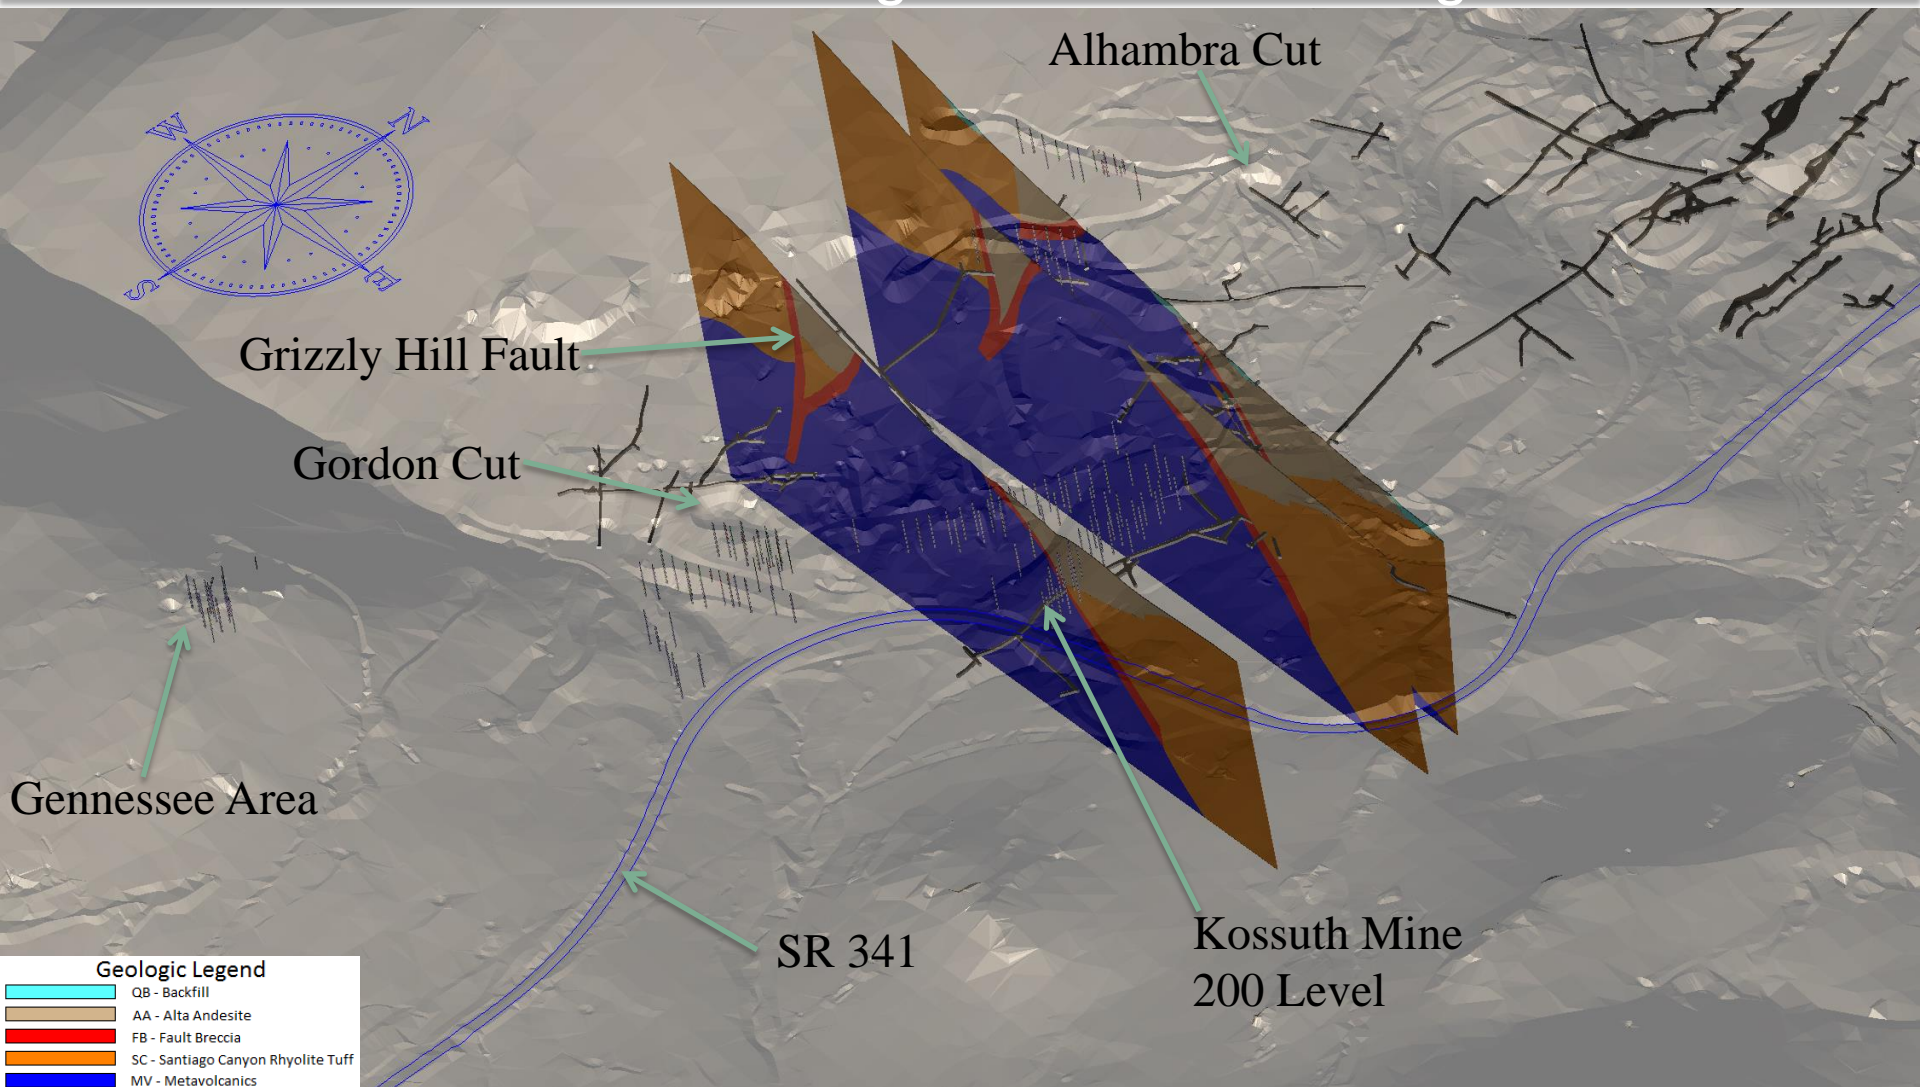 Alhambra Cut
W
N
S
E
Grizzly Hill Fault
Gordon Cut
Gennessee Area
SR 341
Kossuth Mine
200 Level
Geologic Legend
QB - Backfill
AA - Alta Andesite
FB - Fault Breccia
SC - Santiago Canyon Rhyolite Tuff
MV - Metavolcanics